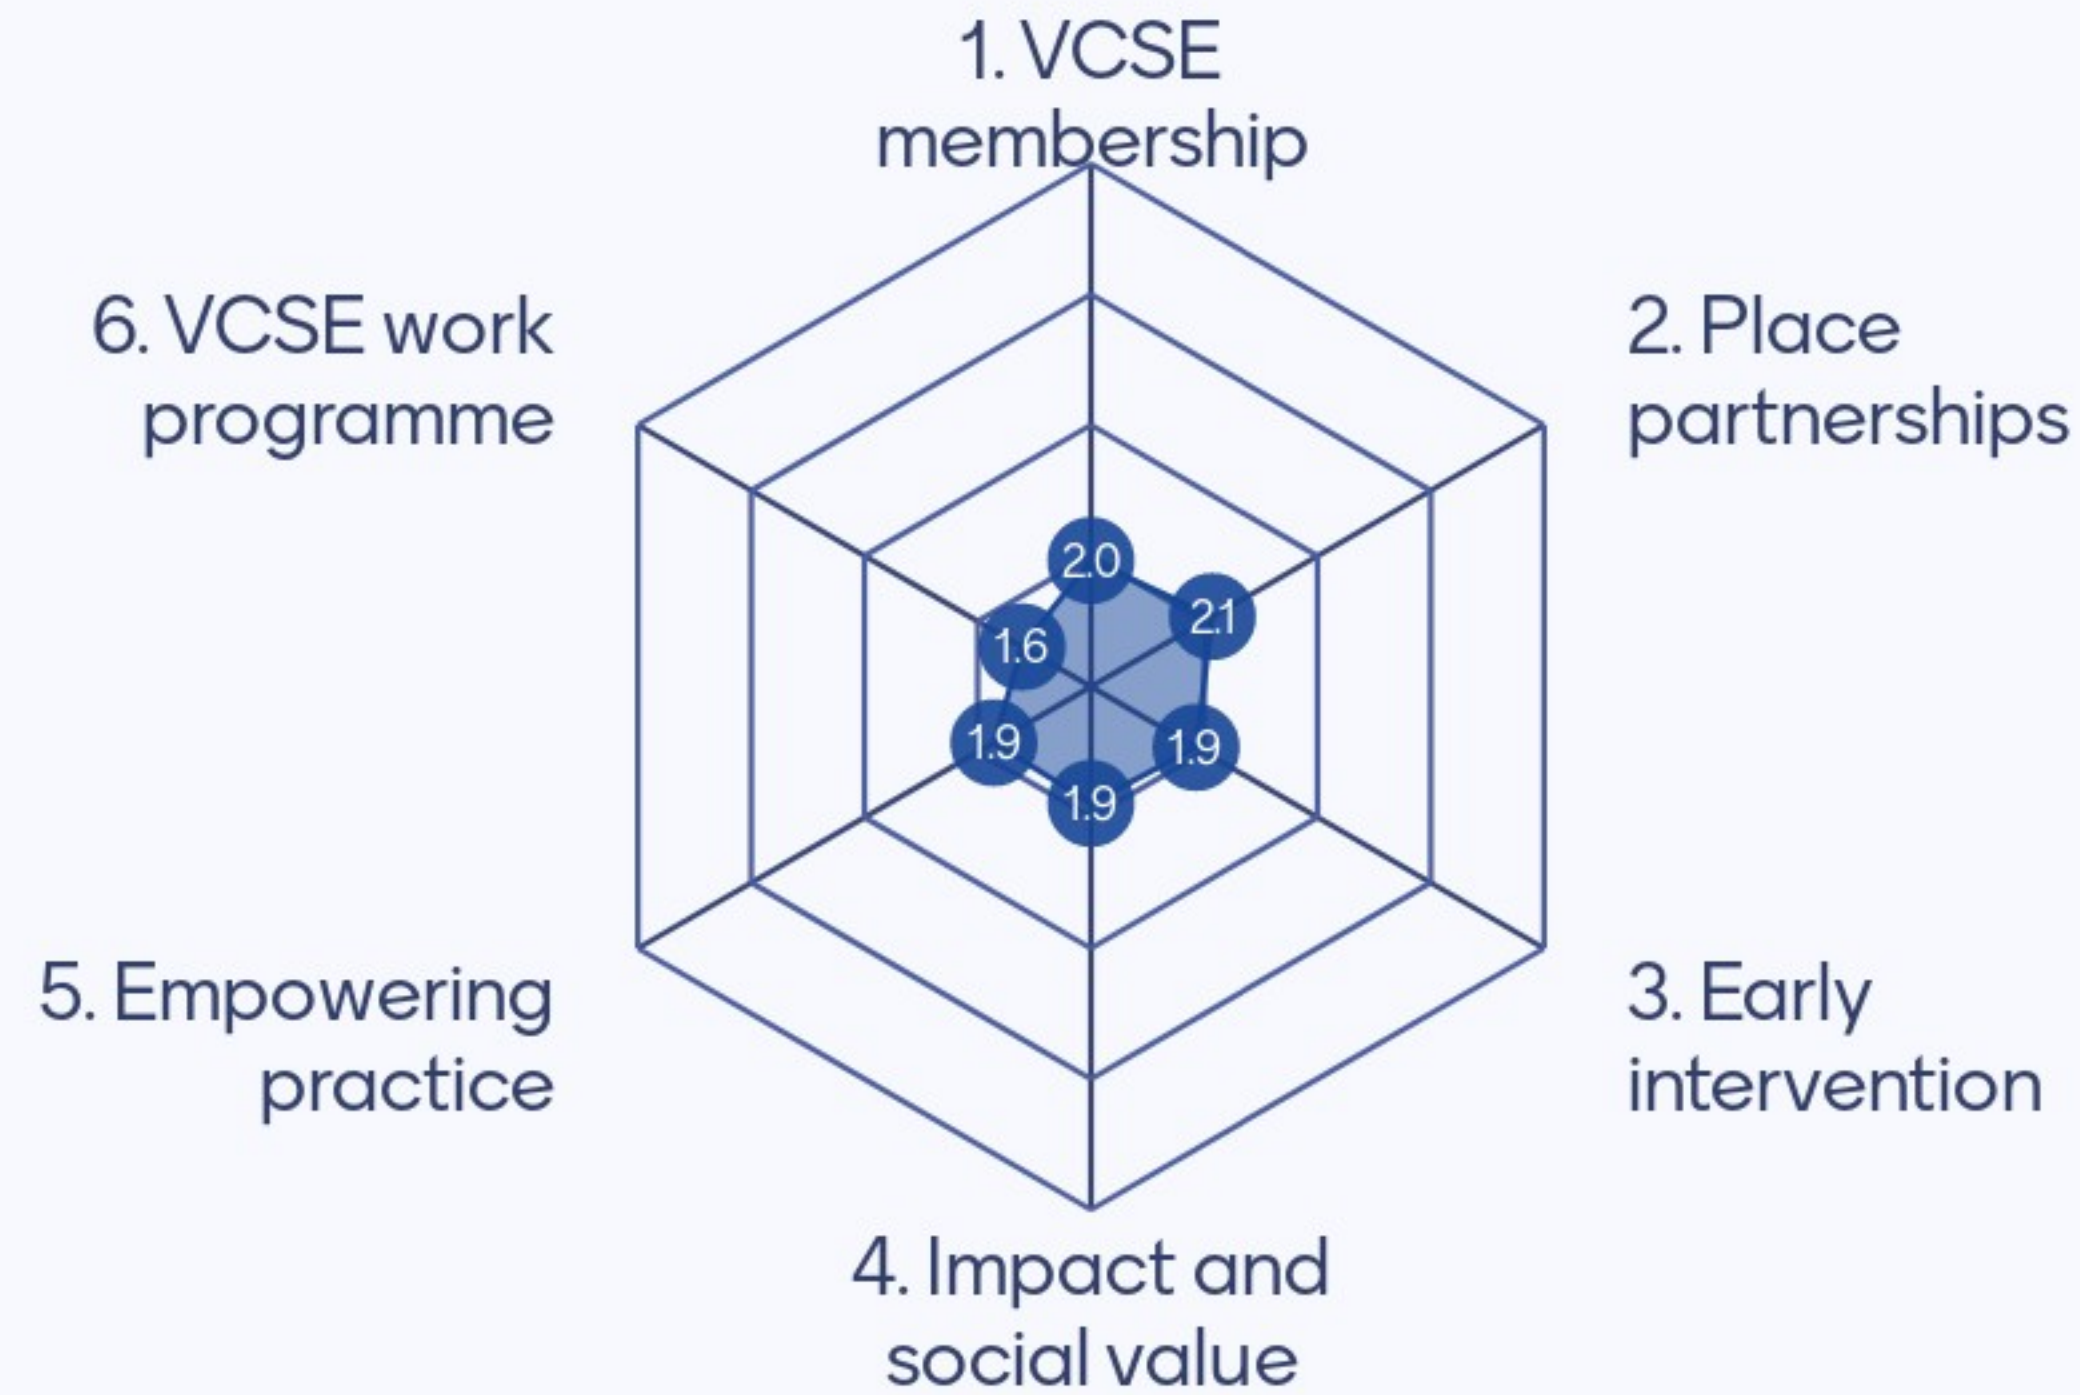 1. VCSE
membership
6. VCSE work
programme
2. Place
partnerships
2.0
2.1
1.6
1.9
1.9
1.9
5. Empowering
practice
3. Early
intervention
4. Impact and
social value